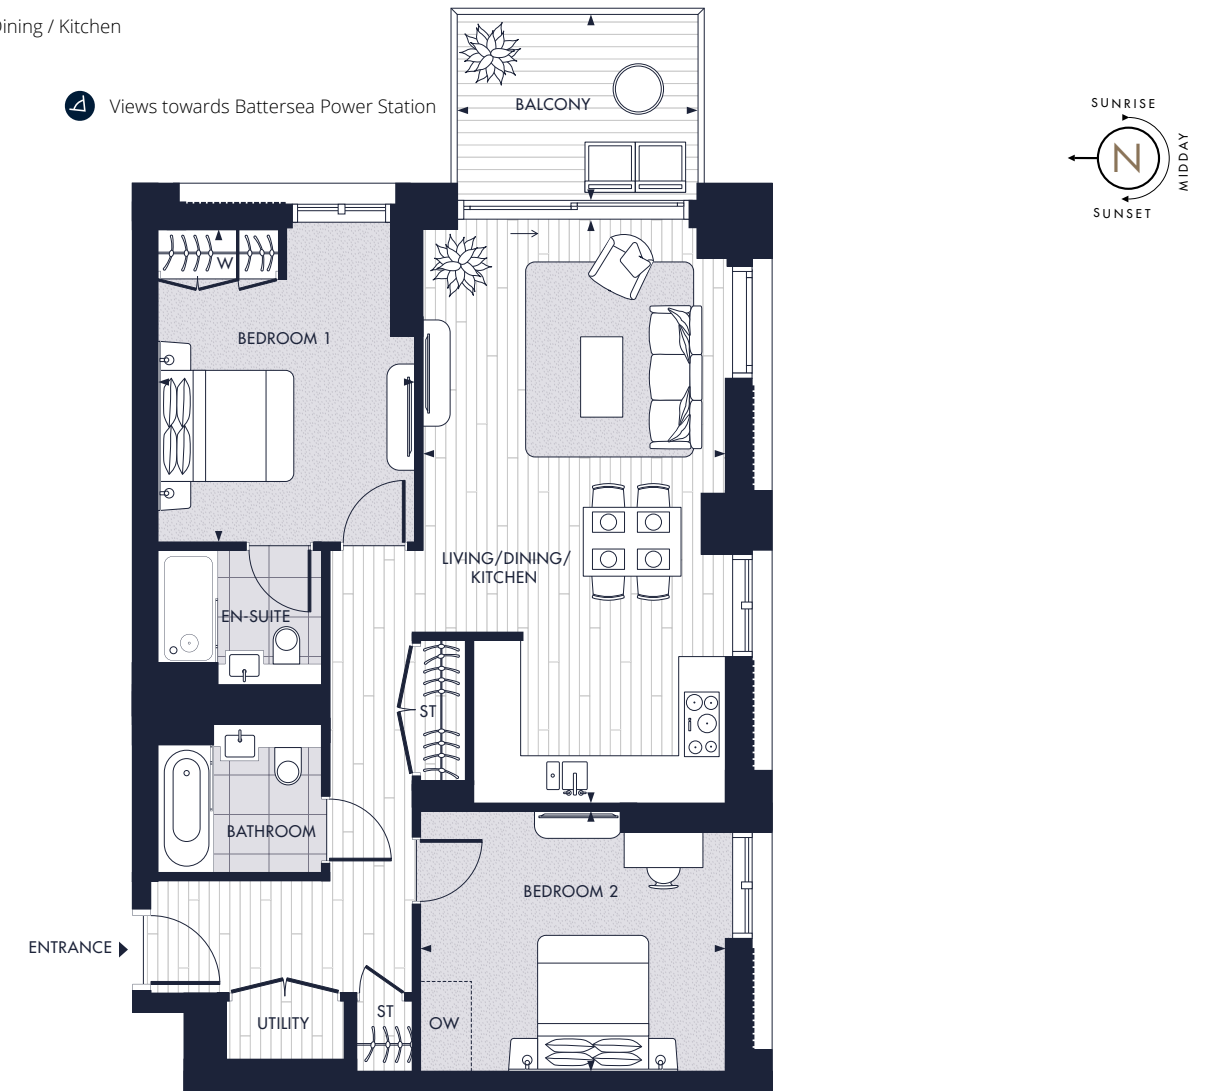 Dining / Kitchen
Views towards Battersea Power Station
BALCONY
SUNRISE
N
MIDDAY
SUNSET
W
BEDROOM 1
LIVING/DINING/
KITCHEN
EN-SUITE
ST
BATHROOM
BEDROOM 2
ENTRANCE
UTILITY
ST
OW